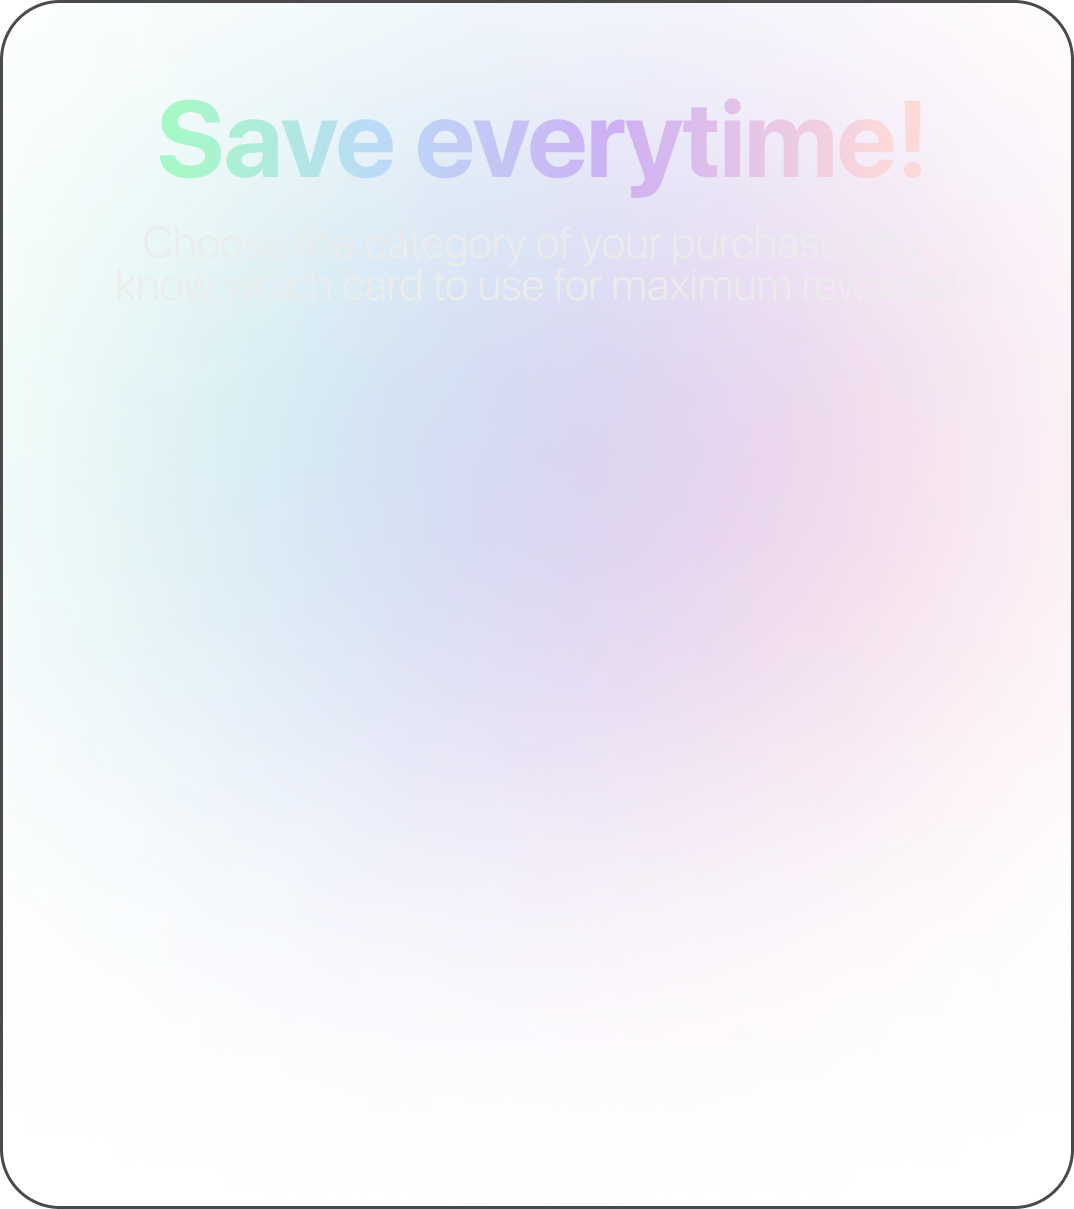 Save everytime!
Choose the category of your purchase and
know which card to use for maximum rewards!